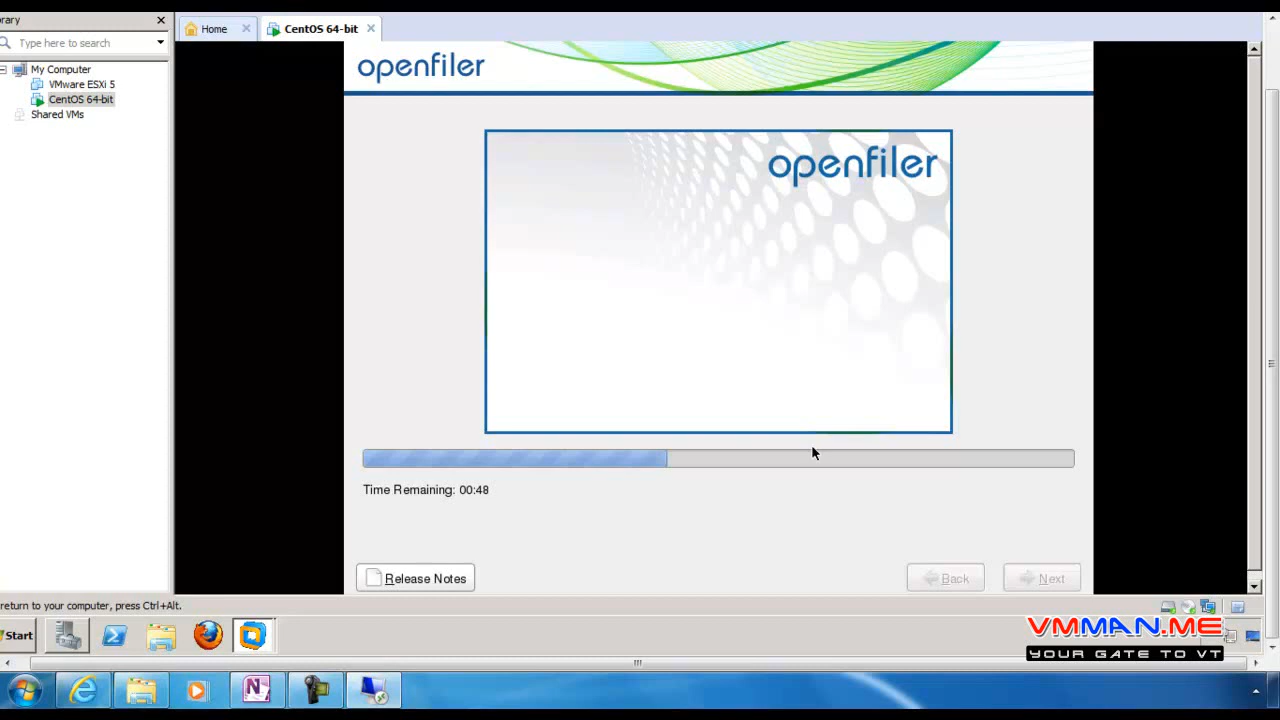 rary
Home
CentOS 64-bit
Type here to search
My Computer
VMware ESXi 5
CentOS 64-bit
Shared VMs
openfiler
openfiler
Time Remaining: 00:48
Release Notes
Back
Next
return to your computer, press Ctrl+Alt.
Start
VMMAN.ME
YOUR GATE TO VT